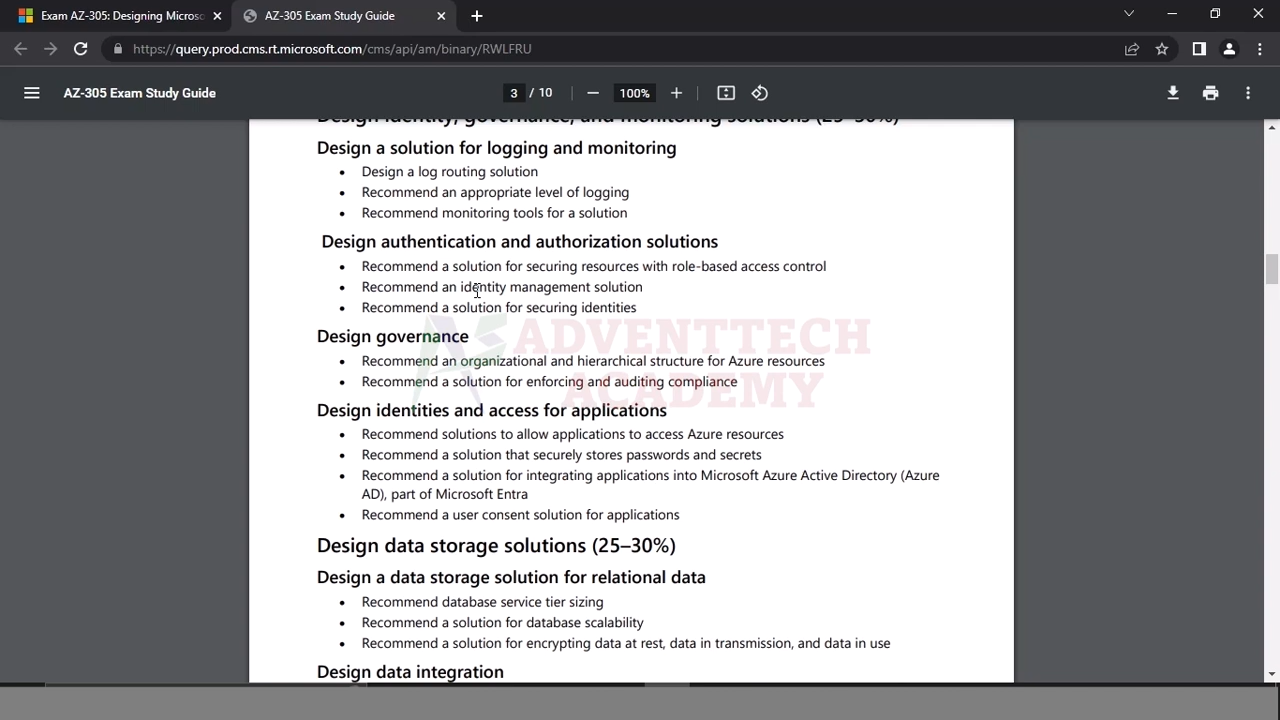 Exam AZ-305: Designing Microso
AZ-305 Exam Study Guide
https://query.prod.cms.rt.microsoft.com/cms/api/am/binary/RWLFRU
AZ-305 Exam Study Guide
3 / 10
100%
Design identity, governance, and monitoring solutions (25–30%)
Design a solution for logging and monitoring
• Design a log routing solution
• Recommend an appropriate level of logging
• Recommend monitoring tools for a solution
Design authentication and authorization solutions
• Recommend a solution for securing resources with role-based access control
• Recommend an identity management solution
• Recommend a solution for securing identities
Design governance
• Recommend an organizational and hierarchical structure for Azure resources
• Recommend a solution for enforcing and auditing compliance
ADVENTTECH
ACADEMY
Design identities and access for applications
• Recommend solutions to allow applications to access Azure resources
• Recommend a solution that securely stores passwords and secrets
• Recommend a solution for integrating applications into Microsoft Azure Active Directory (Azure
AD), part of Microsoft Entra
• Recommend a user consent solution for applications
Design data storage solutions (25–30%)
Design a data storage solution for relational data
• Recommend database service tier sizing
• Recommend a solution for database scalability
• Recommend a solution for encrypting data at rest, data in transmission, and data in use
Design data integration